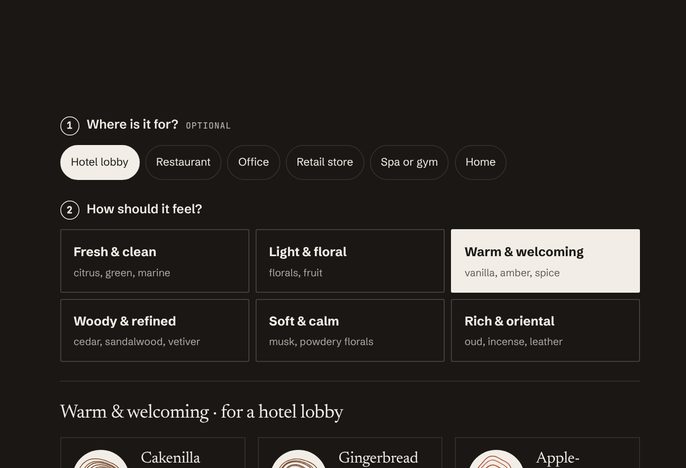 1 Where is it for? OPTIONAL
Hotel lobby Restaurant Office Retail store Spa or gym Home
2 How should it feel?
Fresh & clean Light & floral Warm & welcoming
citrus, green, marine florals, fruit vanilla, amber, spice
Woody & refined Soft & calm Rich & oriental
cedar, sandalwood, vetiver musk, powdery florals oud, incense, leather
Warm & welcoming · for a hotel lobby
Cakenilla Gingerbread Apple-